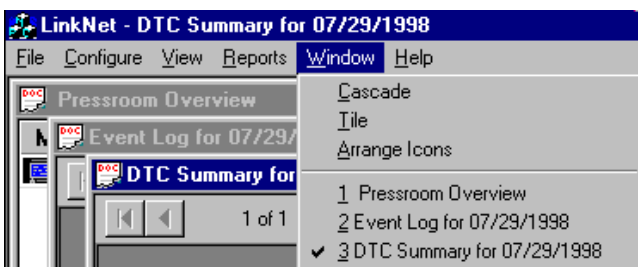 LinkNet - DTC Summary for 07/29/1998
File Configure View Reports Window Help
Pressroom Overview
Event Log for 07/29/
DTC Summary for
1 of 1
Cascade
Tile
Arrange Icons
1 Pressroom Overview
2 Event Log for 07/29/1998
3 DTC Summary for 07/29/1998